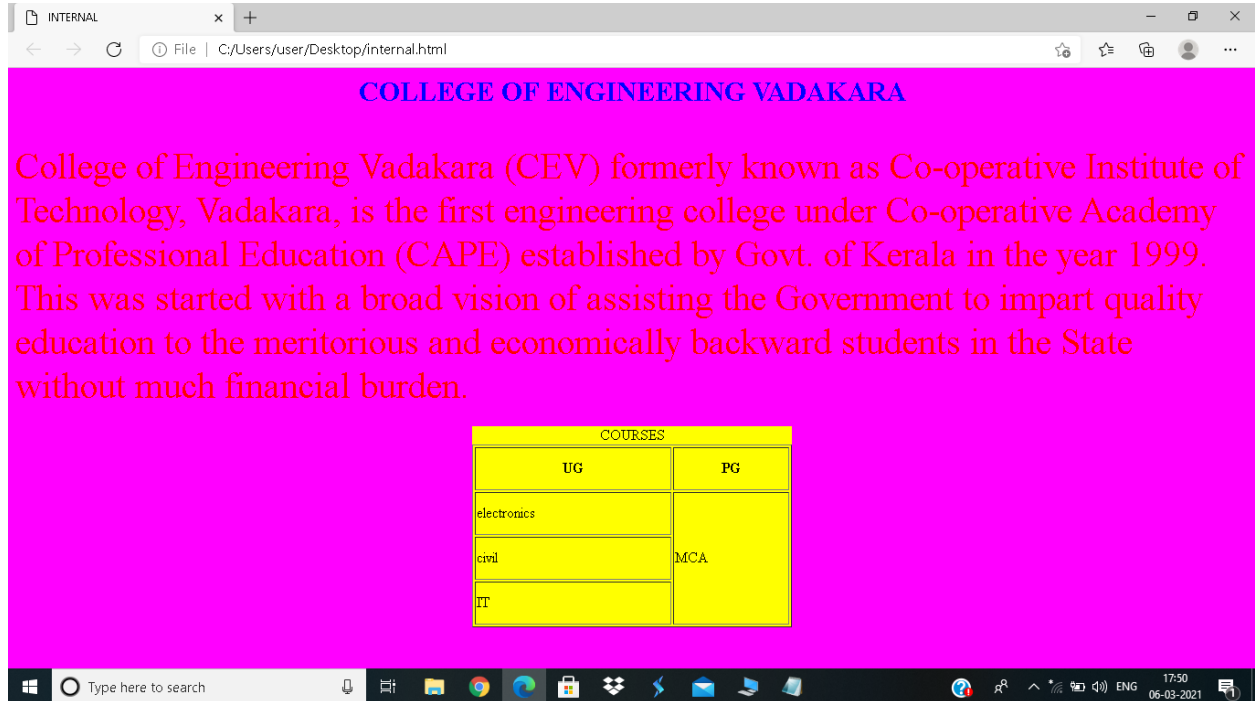 INTERNAL
File | C:/Users/user/Desktop/internal.html
COLLEGE OF ENGINEERING VADAKARA
College of Engineering Vadakara (CEV) formerly known as Co-operative Institute of
Technology, Vadakara, is the first engineering college under Co-operative Academy
of Professional Education (CAPE) established by Govt. of Kerala in the year 1999.
This was started with a broad vision of assisting the Government to impart quality
education to the meritorious and economically backward students in the State
without much financial burden.
COURSES
UG PG
electronics
civil MCA
IT
Type here to search
ENG 17:50
06-03-2021
1